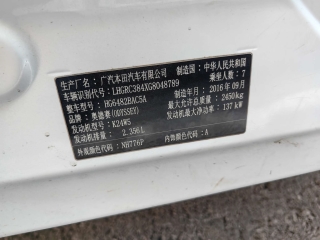 生产厂名：广汽本田汽车有限公司 制造国：中华人民共和国
车辆识别代号：LHGRC384XG8048789 乘坐人数：7
整车型号：HG6482BAC5A 制造年月：2016年09月
品牌：奥德赛(ODYSSEY) 最大允许总质量：2450kg
发动机型号：K24W5 发动机最大净功率：137kW
发动机排量：2.356L
外观颜色代号：NH776P 内饰颜色代号：A